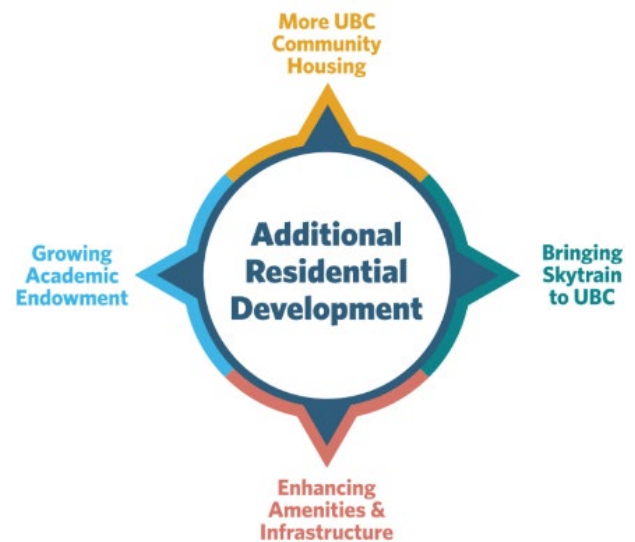 More UBC
Community
Housing
Growing
Academic
Endowment
Additional
Residential
Development
Bringing
Skytrain
to UBC
Enhancing
Amenities &
Infrastructure